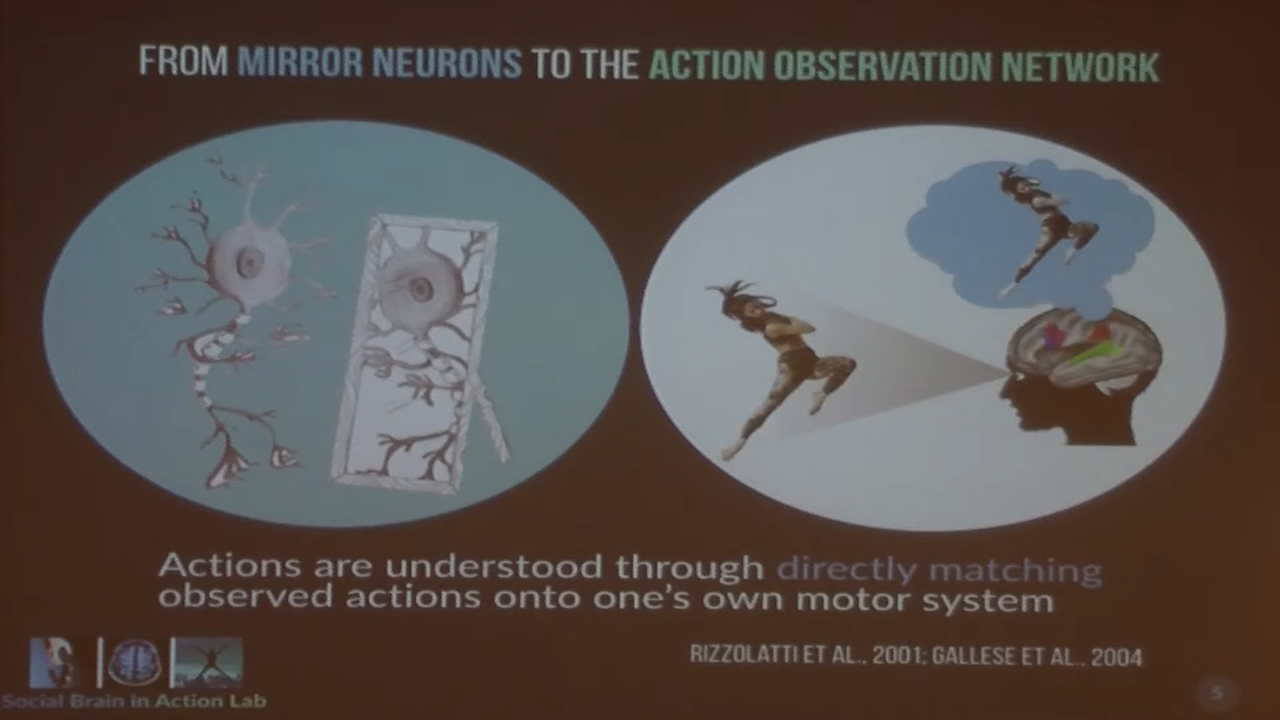 FROM MIRROR NEURONS TO THE ACTION OBSERVATION NETWORK
Actions are understood through directly matching
observed actions onto one's own motor system
RIZZOLATTI ET AL., 2001; GALLESE ET AL., 2004
Social Brain in Action Lab
5